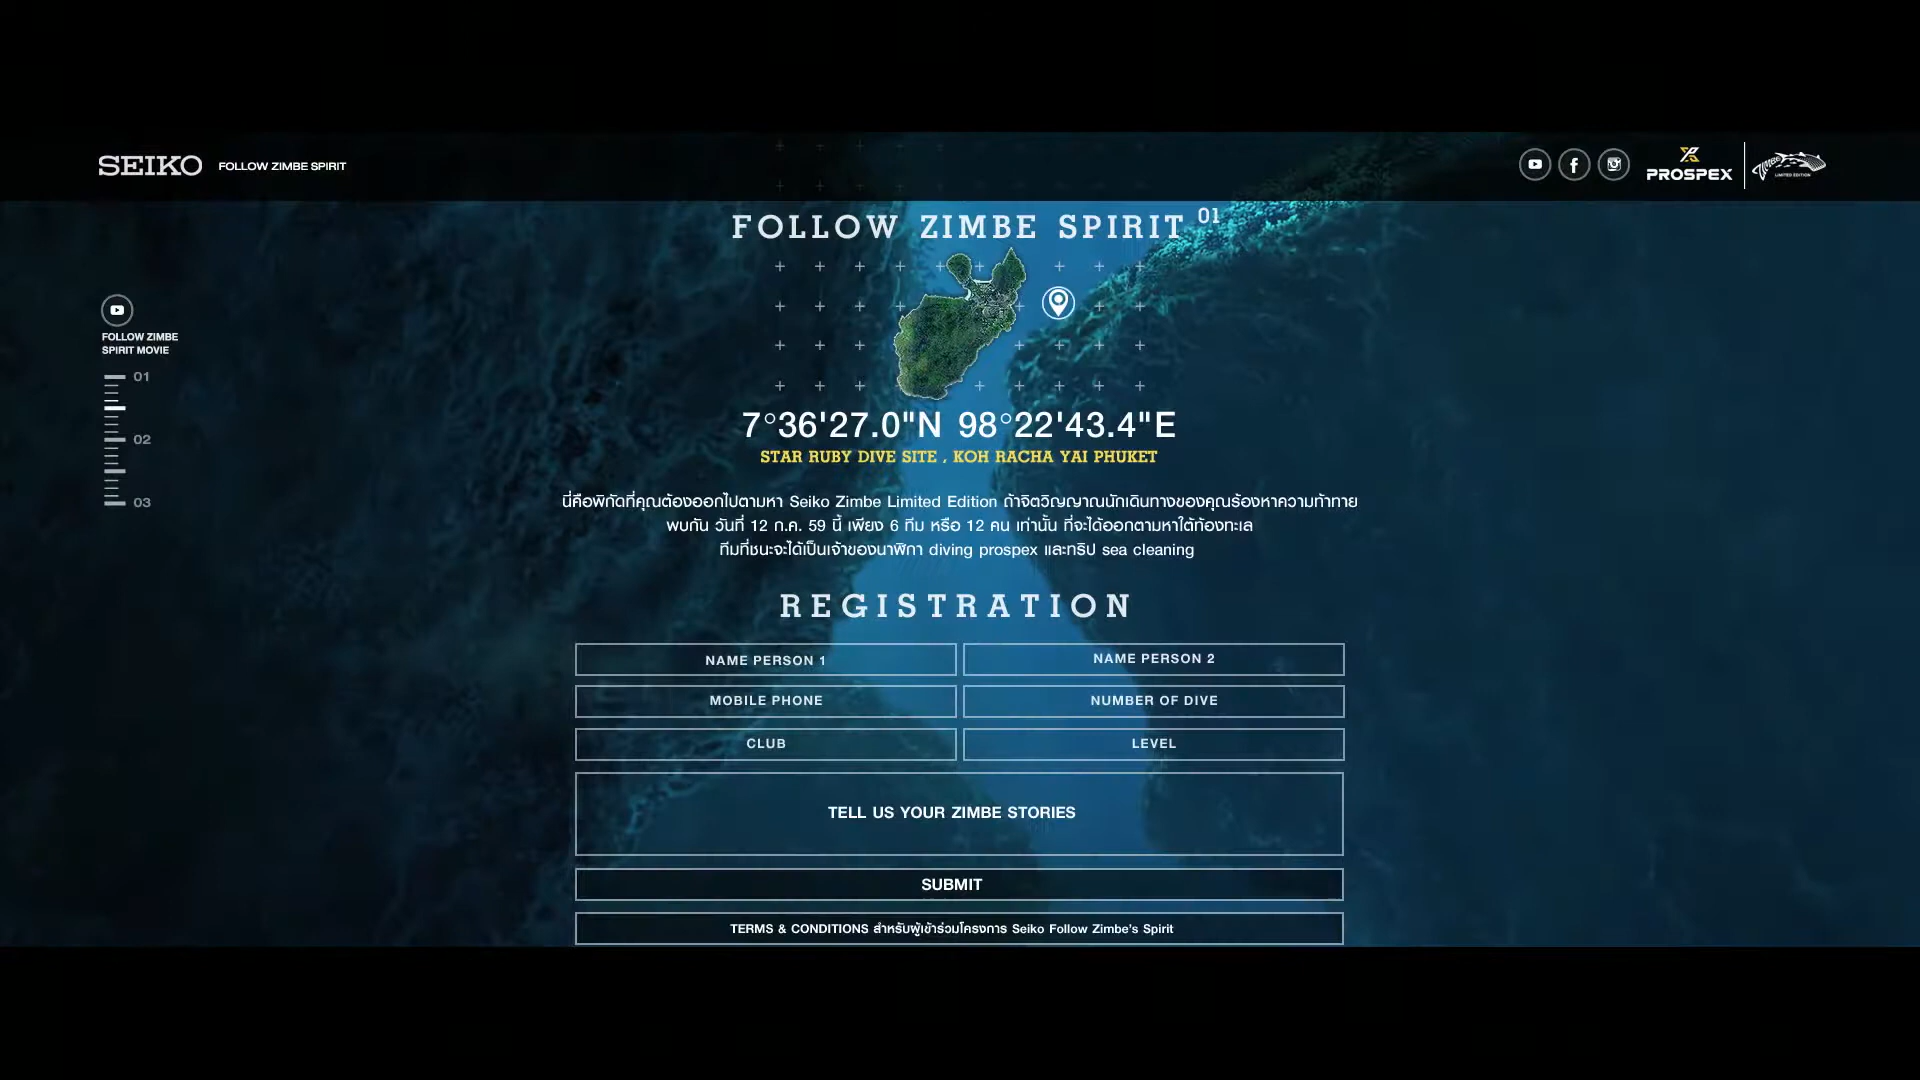 SEIKO FOLLOW ZIMBE SPIRIT
PROSPEX
ZIMBE
LIMITED EDITION
FOLLOW ZIMBE SPIRIT 01
FOLLOW ZIMBE
SPIRIT MOVIE
01
02
03
7°36'27.0"N 98°22'43.4"E
STAR RUBY DIVE SITE , KOH RACHA YAI PHUKET
นี่คือพิกัดที่คุณต้องออกไปตามหา Seiko Zimbe Limited Edition ถ้าจิตวิญญาณนักเดินทางของคุณร้องหาความท้าทาย
พบกัน วันที่ 12 ก.ค. 59 นี้ เพียง 6 ทีม หรือ 12 คน เท่านั้น ที่จะได้ออกตามหาใต้ท้องทะเล
ทีมที่ชนะจะได้เป็นเจ้าของนาฬิกา diving prospex และทริป sea cleaning
REGISTRATION
NAME PERSON 1
NAME PERSON 2
MOBILE PHONE
NUMBER OF DIVE
CLUB
LEVEL
TELL US YOUR ZIMBE STORIES
SUBMIT
TERMS & CONDITIONS สำหรับผู้เข้าร่วมโครงการ Seiko Follow Zimbe's Spirit